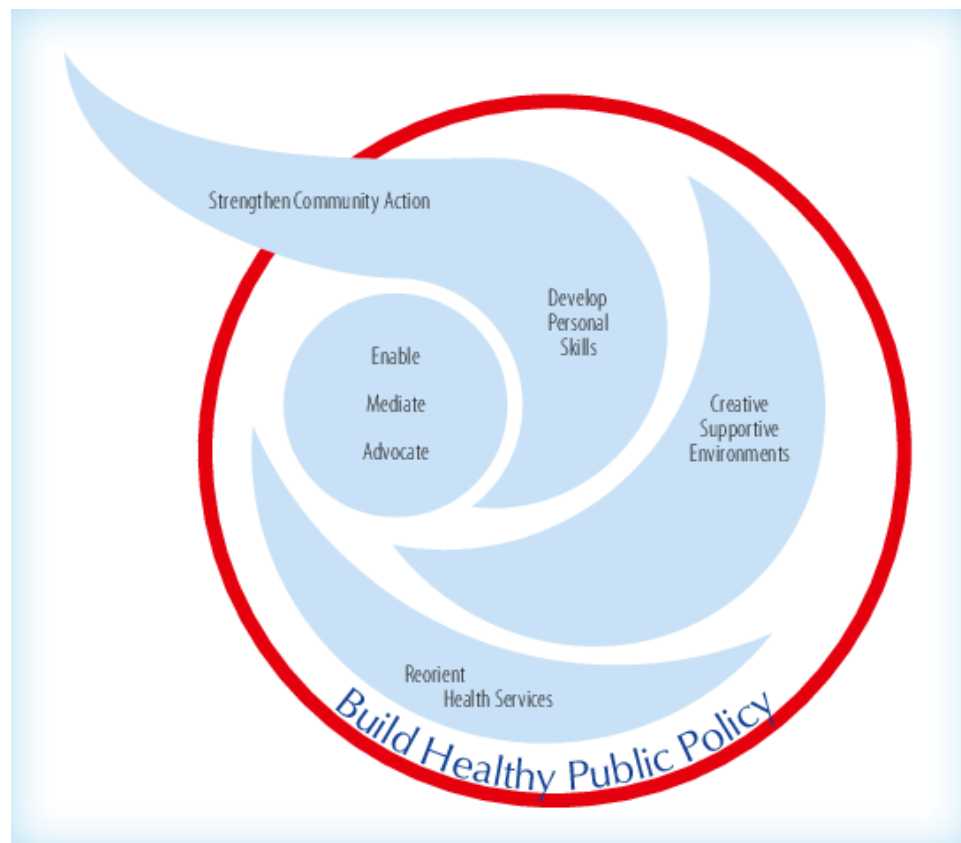 Strengthen Community Action
Develop
Personal
Skills
Enable
Mediate
Advocate
Creative
Supportive
Environments
Reorient
Health Services
Build Healthy Public Policy